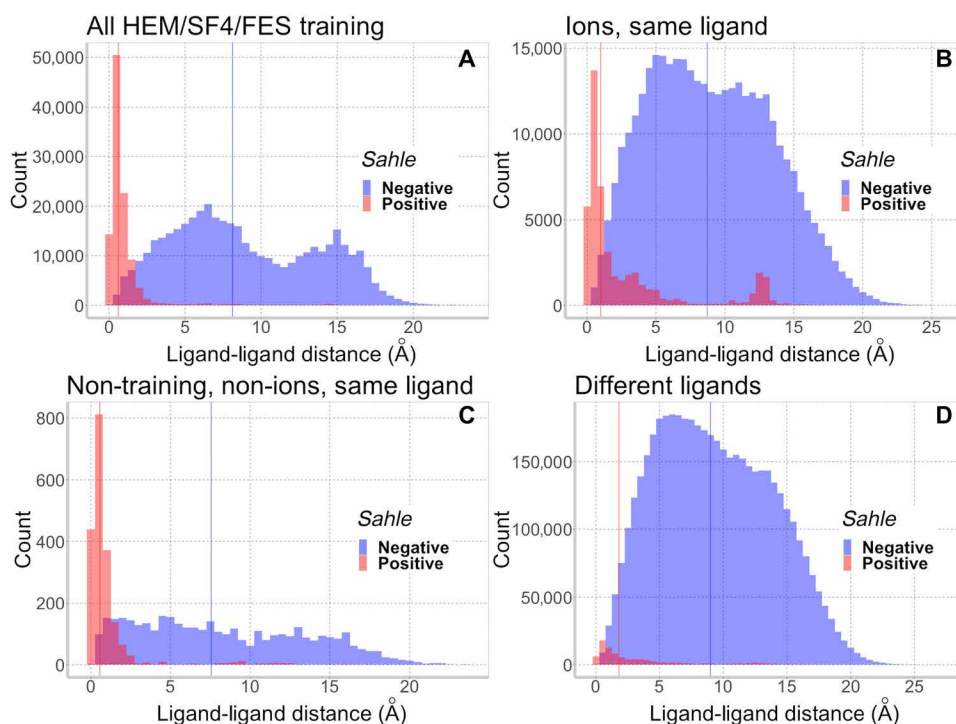 All HEM/SF4/FES training
A
50,000
40,000
30,000
20,000
10,000
0
Count
Sahle
Negative
Positive
0 5 10 15 20
Ligand-ligand distance (Å)
Ions, same ligand
B
15,000
10,000
5000
0
Count
Sahle
Negative
Positive
0 5 10 15 20 25
Ligand-ligand distance (Å)
Non-training, non-ions, same ligand
C
800
600
400
200
0
Count
Sahle
Negative
Positive
0 5 10 15 20
Ligand-ligand distance (Å)
Different ligands
D
150,000
100,000
50,000
0
Count
Sahle
Negative
Positive
0 5 10 15 20 25
Ligand-ligand distance (Å)